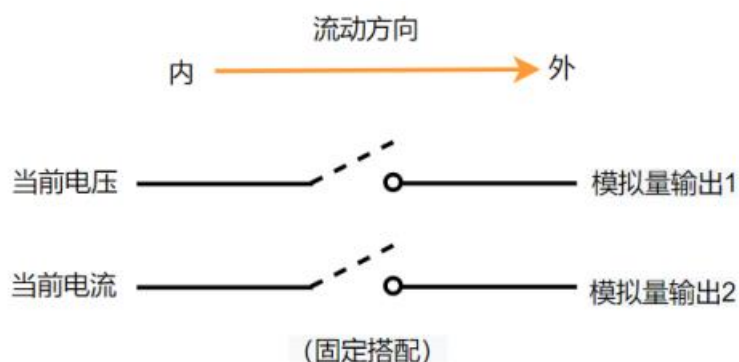 流动方向
内 外
当前电压 模拟量输出1
当前电流 模拟量输出2
（固定搭配）